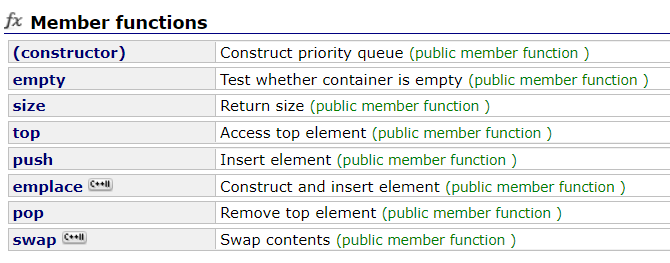 fx Member functions
(constructor) Construct priority queue (public member function )
empty Test whether container is empty (public member function )
size Return size (public member function )
top Access top element (public member function )
push Insert element (public member function )
emplace C++11 Construct and insert element (public member function )
pop Remove top element (public member function )
swap C++11 Swap contents (public member function )